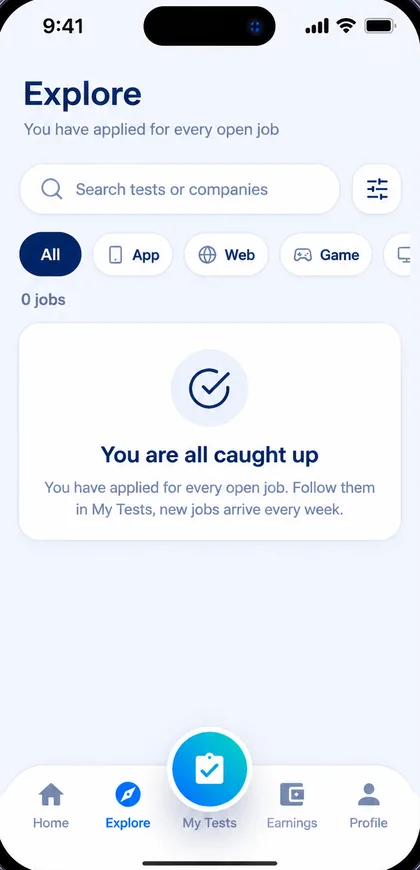 9:41
Explore
You have applied for every open job
Search tests or companies
All
App
Web
Game
0 jobs
You are all caught up
You have applied for every open job. Follow them
in My Tests, new jobs arrive every week.
Home
Explore
My Tests
Earnings
Profile